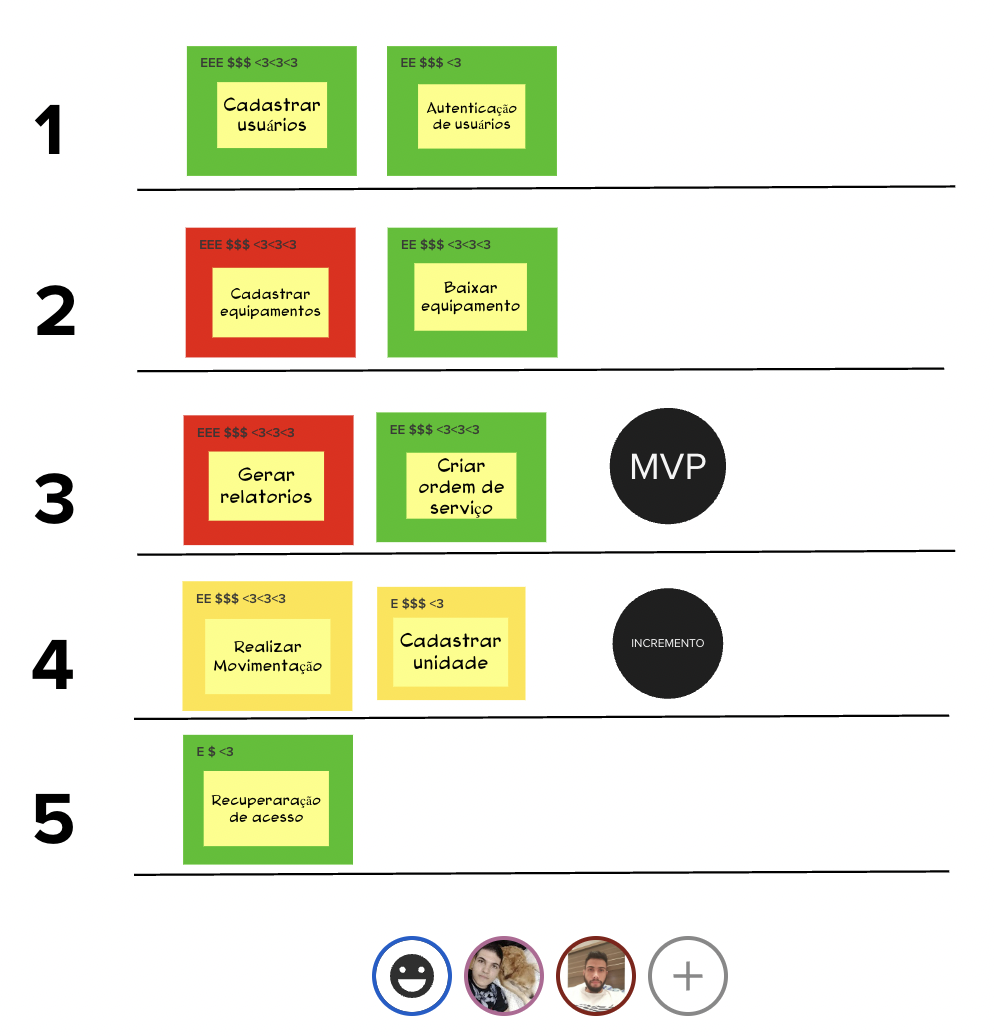 EEE $$$ <3<3<3
Cadastrar
usuários
EE $$$ <3
Autenticação
de usuários
1
EEE $$$ <3<3<3
Cadastrar
equipamentos
EE $$$ <3<3<3
Baixar
equipamento
2
EEE $$$ <3<3<3
Gerar
relatorios
EE $$$ <3<3<3
Criar
ordem de
serviço
MVP
3
EE $$$ <3<3<3
Realizar
Movimentação
E $$$ <3
Cadastrar
unidade
INCREMENTO
4
E $ <3
Recuperaração
de acesso
5